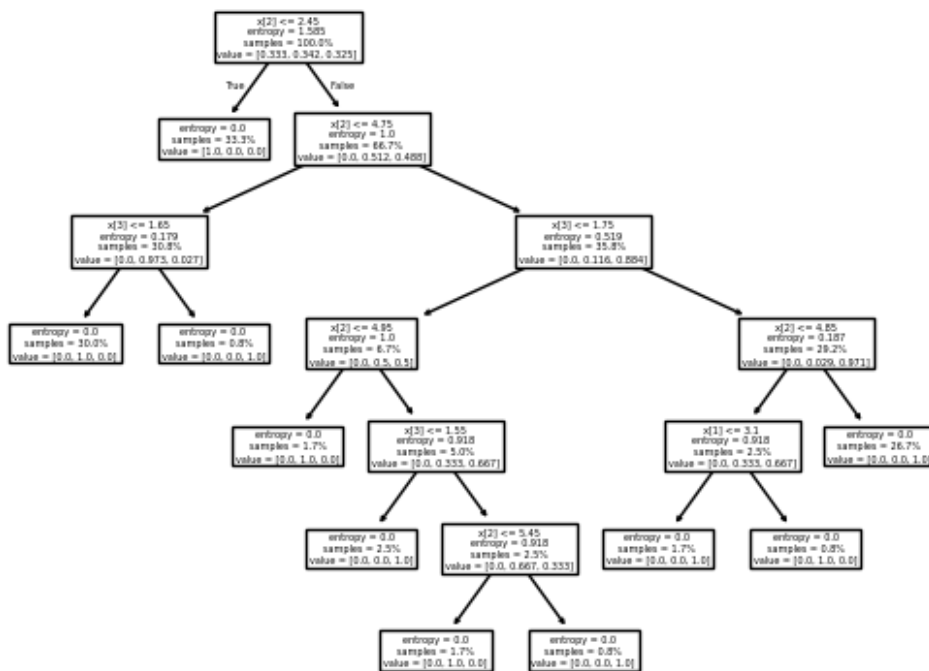 x[2] <= 2.45
entropy = 1.585
samples = 100.0%
value = [0.333, 0.342, 0.325]
True
False
entropy = 0.0
samples = 33.3%
value = [1.0, 0.0, 0.0]
x[2] <= 4.75
entropy = 1.0
samples = 66.7%
value = [0.0, 0.512, 0.488]
x[3] <= 1.65
entropy = 0.179
samples = 30.8%
value = [0.0, 0.973, 0.027]
x[3] <= 1.75
entropy = 0.519
samples = 35.8%
value = [0.0, 0.116, 0.884]
entropy = 0.0
samples = 30.0%
value = [0.0, 1.0, 0.0]
entropy = 0.0
samples = 0.8%
value = [0.0, 0.0, 1.0]
x[2] <= 4.95
entropy = 1.0
samples = 6.7%
value = [0.0, 0.5, 0.5]
x[2] <= 4.85
entropy = 0.187
samples = 29.2%
value = [0.0, 0.029, 0.971]
entropy = 0.0
samples = 1.7%
value = [0.0, 1.0, 0.0]
x[3] <= 1.55
entropy = 0.918
samples = 5.0%
value = [0.0, 0.333, 0.667]
x[1] <= 3.1
entropy = 0.918
samples = 2.5%
value = [0.0, 0.333, 0.667]
entropy = 0.0
samples = 26.7%
value = [0.0, 0.0, 1.0]
entropy = 0.0
samples = 2.5%
value = [0.0, 0.0, 1.0]
x[2] <= 5.45
entropy = 0.918
samples = 2.5%
value = [0.0, 0.667, 0.333]
entropy = 0.0
samples = 1.7%
value = [0.0, 0.0, 1.0]
entropy = 0.0
samples = 0.8%
value = [0.0, 1.0, 0.0]
entropy = 0.0
samples = 1.7%
value = [0.0, 1.0, 0.0]
entropy = 0.0
samples = 0.8%
value = [0.0, 0.0, 1.0]